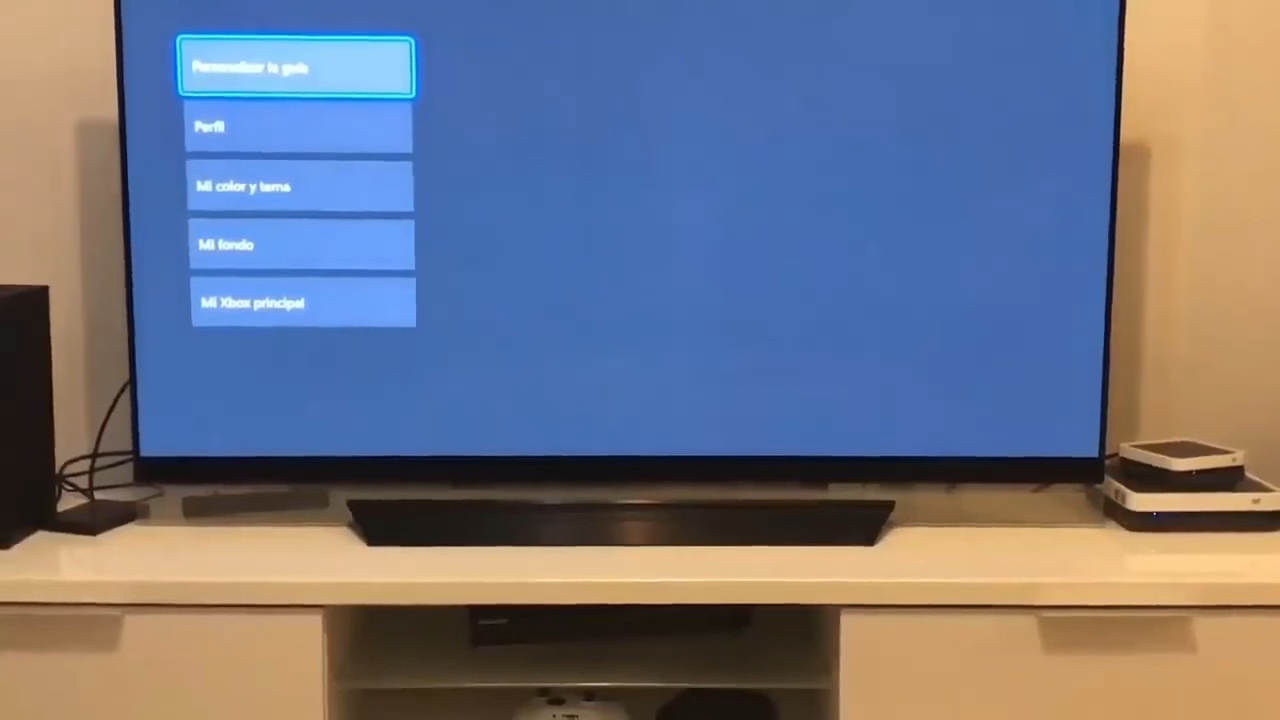 Personalizar la guía
Perfil
Mi color y tema
Mi fondo
Mi Xbox principal